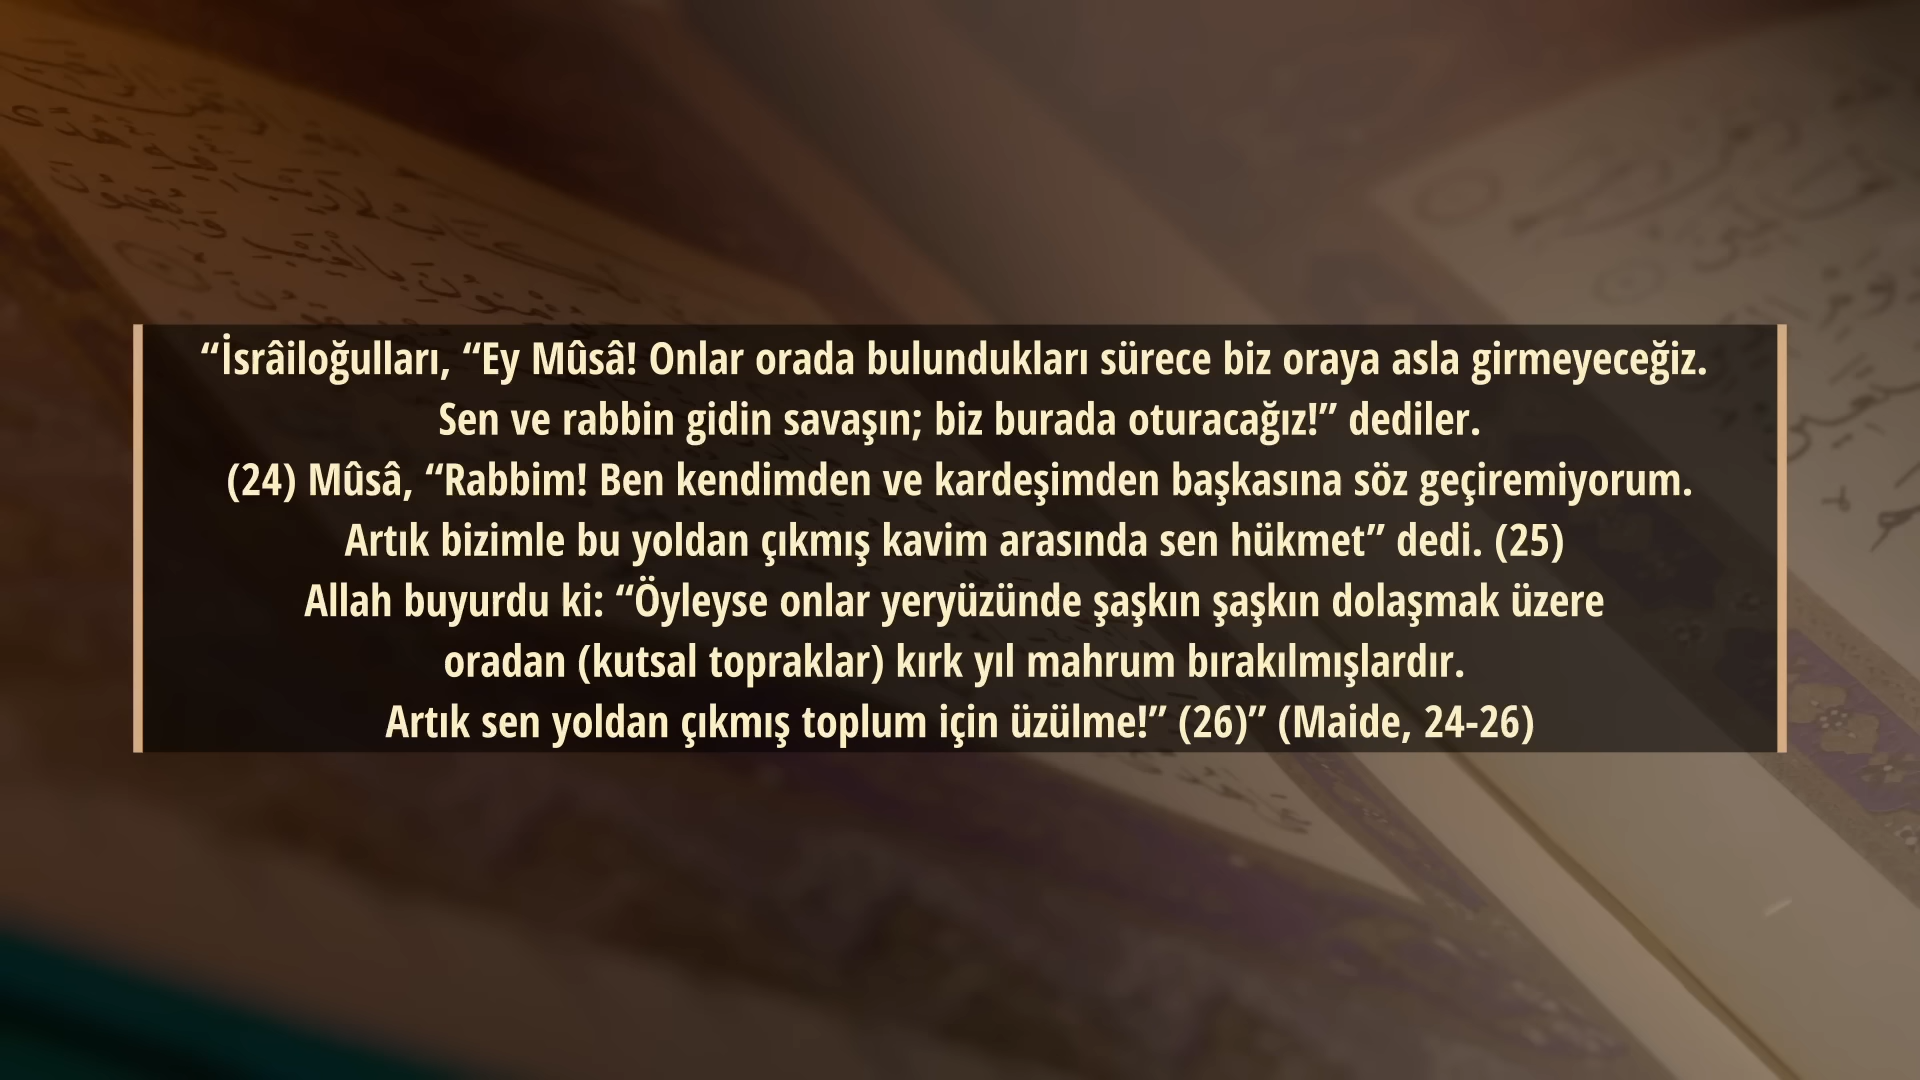 “İsrâiloğulları, “Ey Mûsâ! Onlar orada bulundukları sürece biz oraya asla girmeyeceğiz.
Sen ve rabbin gidin savaşın; biz burada oturacağız!” dediler.
(24) Mûsâ, “Rabbim! Ben kendimden ve kardeşimden başkasına söz geçiremiyorum.
Artık bizimle bu yoldan çıkmış kavim arasında sen hükmet” dedi. (25)
Allah buyurdu ki: “Öyleyse onlar yeryüzünde şaşkın şaşkın dolaşmak üzere
oradan (kutsal topraklar) kırk yıl mahrum bırakılmışlardır.
Artık sen yoldan çıkmış toplum için üzülme!” (26)” (Maide, 24-26)